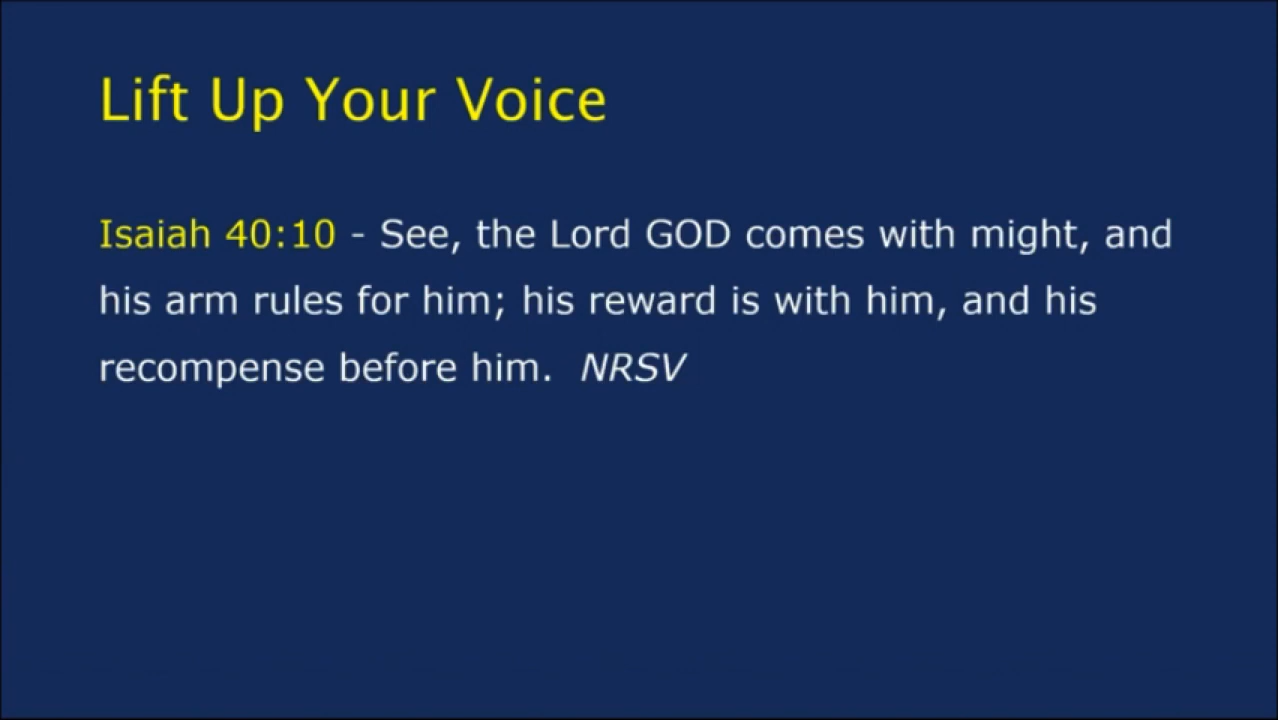 Lift Up Your Voice
Isaiah 40:10 - See, the Lord GOD comes with might, and
his arm rules for him; his reward is with him, and his
recompense before him. NRSV